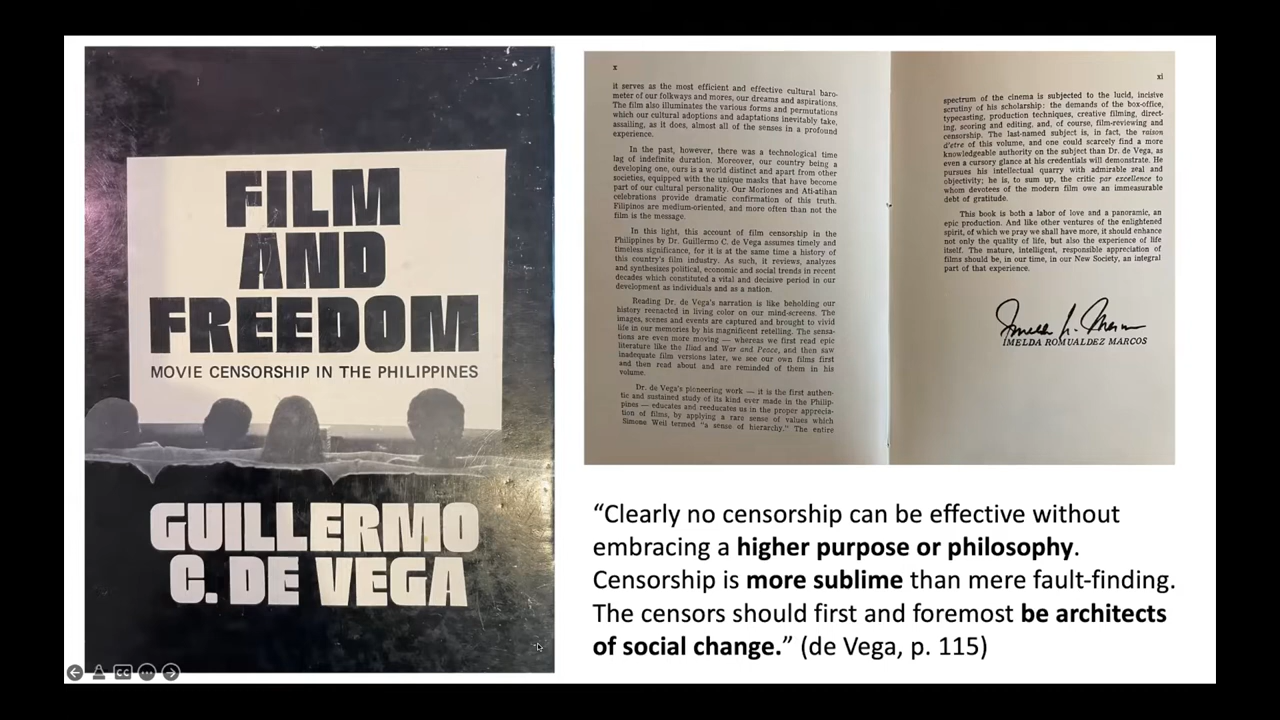 FILM
AND
FREEDOM
MOVIE CENSORSHIP IN THE PHILIPPINES
GUILLERMO
C. DE VEGA
x
it serves as the most efficient and effective cultural baro-
meter of our folkways and mores, our dreams and aspirations.
The film also illuminates the various forms and permutations
which our cultural adoptions and adaptations inevitably take,
assailing, as it does, almost all of the senses in a profound
experience.
In the past, however, there was a technological time
lag of indefinite duration. Moreover, our country being a
developing one, ours is a world distinct and apart from other
societies, equipped with the unique masks that have become
part of our cultural personality. Our Moriones and Ati-atihan
celebrations provide dramatic confirmation of this truth.
Filipinos are medium-oriented, and more often than not the
film is the message.
In this light, this account of film censorship in the
Philippines by Dr. Guillermo C. de Vega assumes timely and
timeless significance, for it is at the same time a history of
this country's film industry. As such, it reviews, analyzes
and synthesizes political, economic and social trends in recent
decades which constituted a vital and decisive period in our
development as individuals and as a nation.
Reading Dr. de Vega's narration is like beholding our
history reenacted in living color on our mind-screens. The
images, scenes and events are captured and brought to vivid
life in our memories by his magnificent retelling. The sensa-
tions are even more moving — whereas we first read epic
literature like the Iliad and War and Peace, and then saw
inadequate film versions later, we see our own films first
and then read about and are reminded of them in his
volume.
Dr. de Vega's pioneering work — it is the first authen-
tic and sustained study of its kind ever made in the Philip-
pines — educates and reeducates us in the proper apprecia-
tion of films, by applying a rare sense of values which
Simone Weil termed "a sense of hierarchy." The entire
xi
spectrum of the cinema is subjected to the lucid, incisive
scrutiny of his scholarship: the demands of the box-office,
typecasting, production techniques, creative filming, direct-
ing, scoring and editing, and, of course, film-reviewing and
censorship. The last-named subject is, in fact, the raison
d'etre of this volume, and one could scarcely find a more
knowledgeable authority on the subject than Dr. de Vega, as
even a cursory glance at his credentials will demonstrate. He
pursues his intellectual quarry with admirable zeal and
objectivity; he is, to sum up, the critic par excellence to
whom devotees of the modern film owe an immeasurable
debt of gratitude.
This book is both a labor of love and a panoramic, an
epic production. And like other ventures of the enlightened
spirit, of which we pray we shall have more, it should enhance
not only the quality of life, but also the experience of life
itself. The mature, intelligent, responsible appreciation of
films should be, in our time, in our New Society, an integral
part of that experience.
IMELDA ROMUALDEZ MARCOS
“Clearly no censorship can be effective without
embracing a higher purpose or philosophy.
Censorship is more sublime than mere fault-finding.
The censors should first and foremost be architects
of social change.” (de Vega, p. 115)
CC